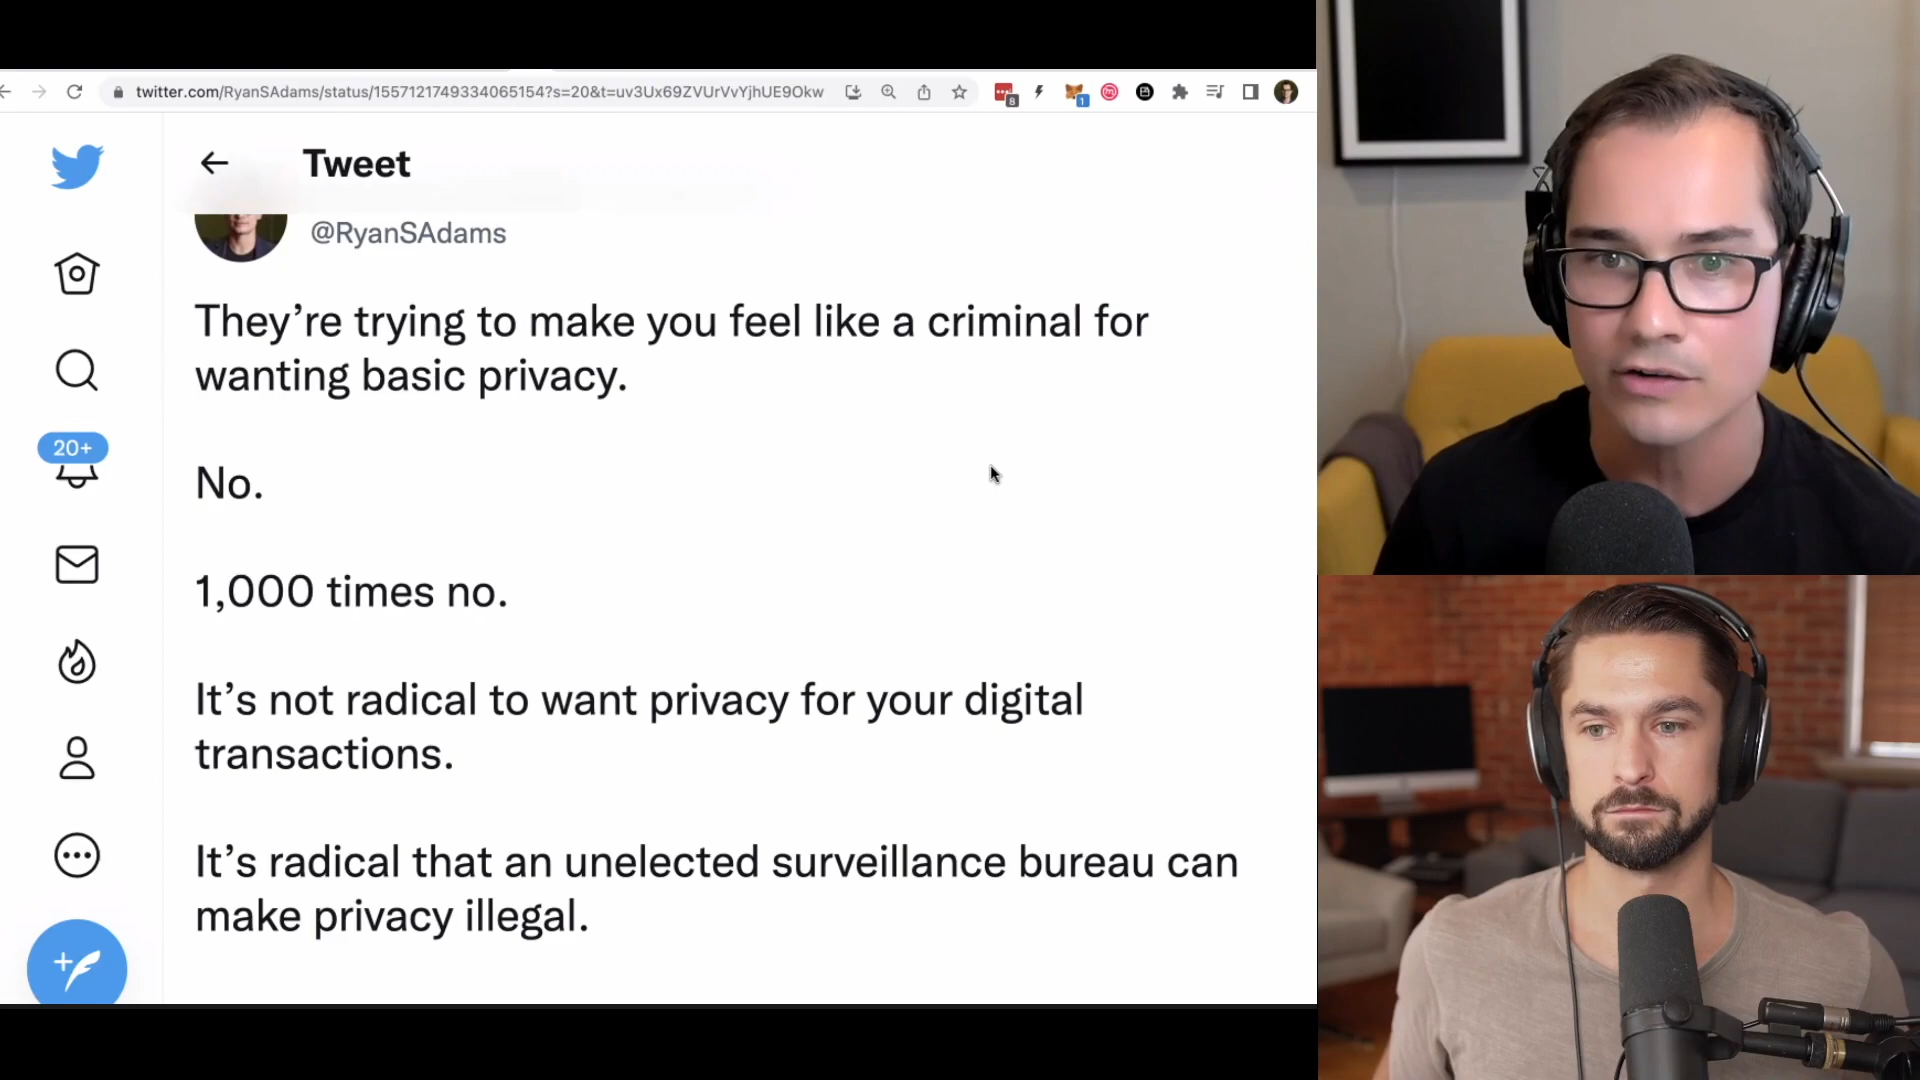 twitter.com/RyanSAdams/status/1557121749334065154?s=20&t=uv3Ux69ZVUrVvYjhUE9Okw
8
1
Tweet
@RyanSAdams
They’re trying to make you feel like a criminal for
wanting basic privacy.
No.
1,000 times no.
It’s not radical to want privacy for your digital
transactions.
It’s radical that an unelected surveillance bureau can
make privacy illegal.
20+